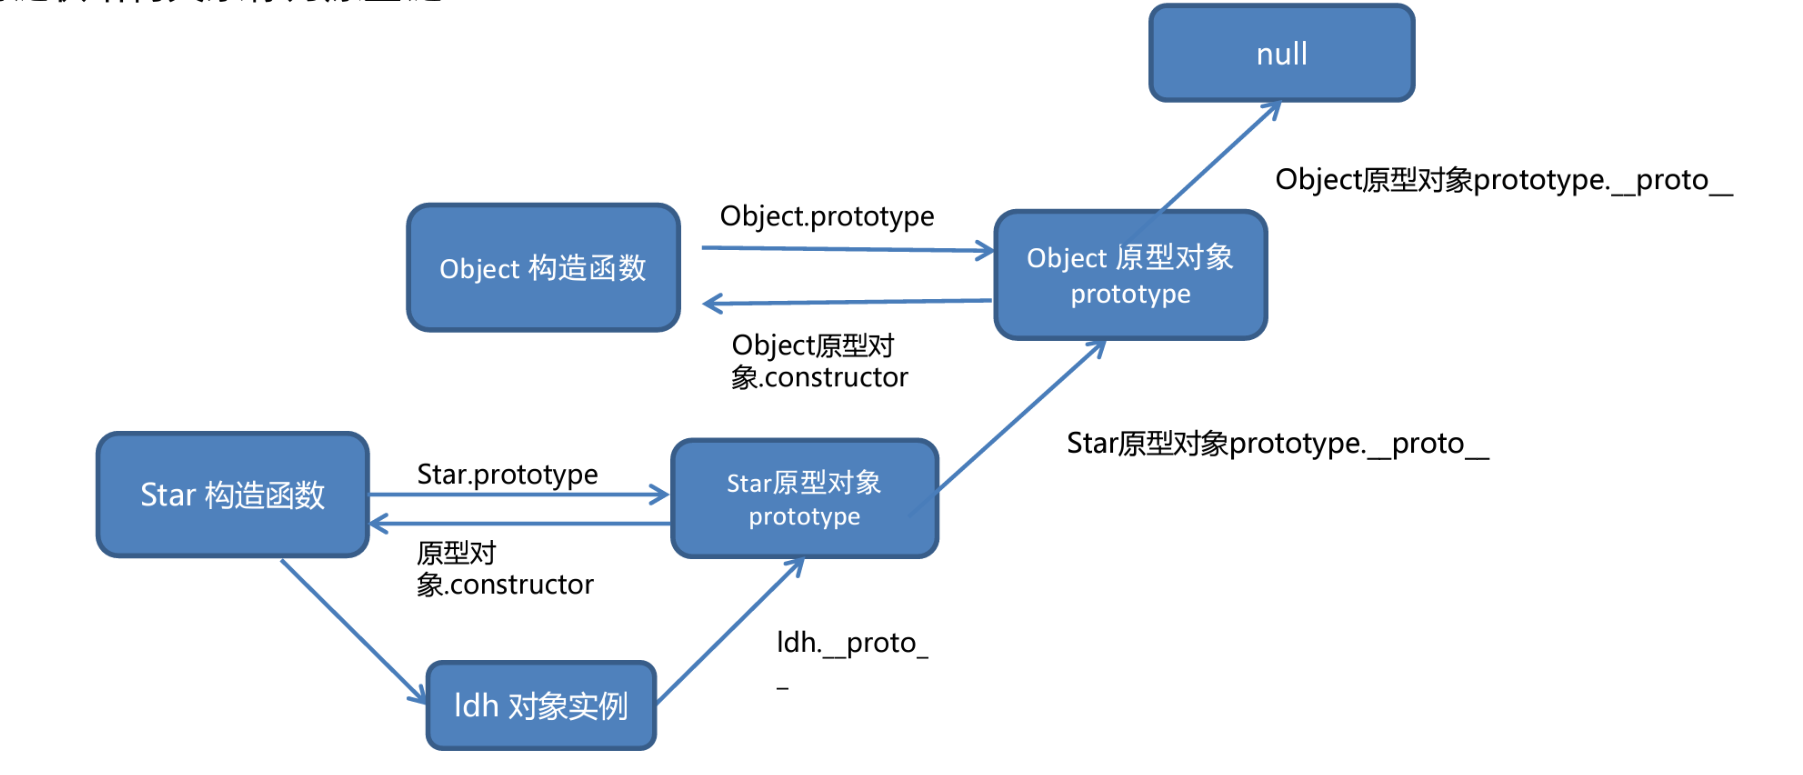 null
Object原型对象prototype.__proto__
Object.prototype
Object 构造函数
Object 原型对象
prototype
Object原型对
象.constructor
Star原型对象prototype.__proto__
Star 构造函数
Star.prototype
Star原型对象
prototype
原型对
象.constructor
ldh.__proto_
_
ldh 对象实例